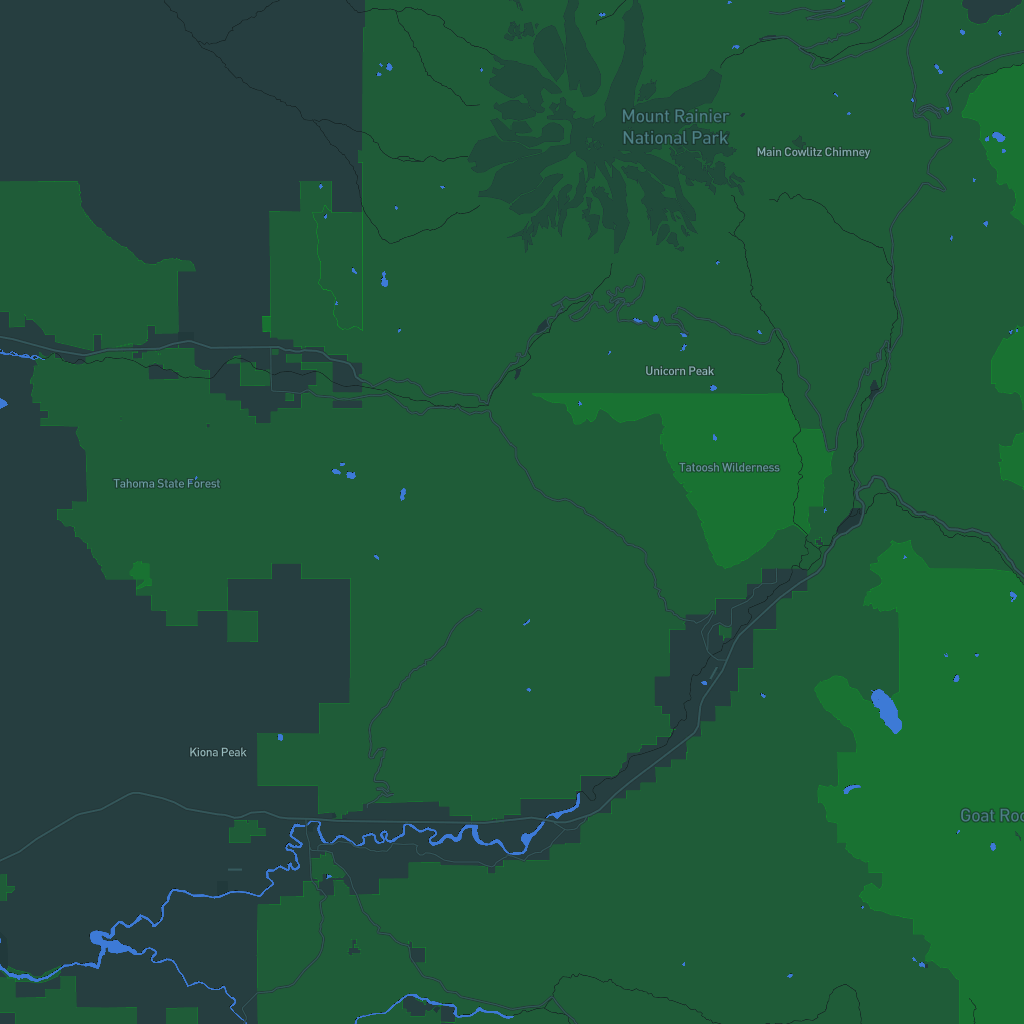 Mount Rainier
National Park
Main Cowlitz Chimney
Unicorn Peak
Tatoosh Wilderness
Tahoma State Forest
Kiona Peak
Goat Roc